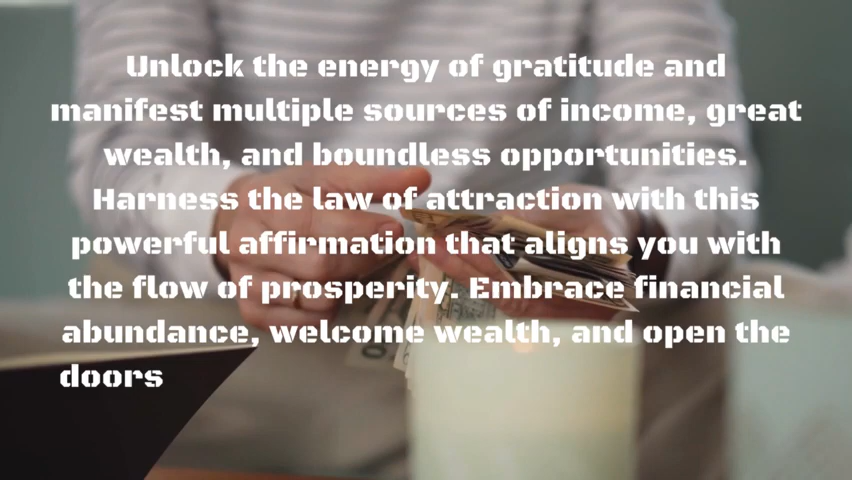 Unlock the energy of gratitude and
manifest multiple sources of income, great
wealth, and boundless opportunities.
Harness the law of attraction with this
powerful affirmation that aligns you with
the flow of prosperity. Embrace financial
abundance, welcome wealth, and open the
doors